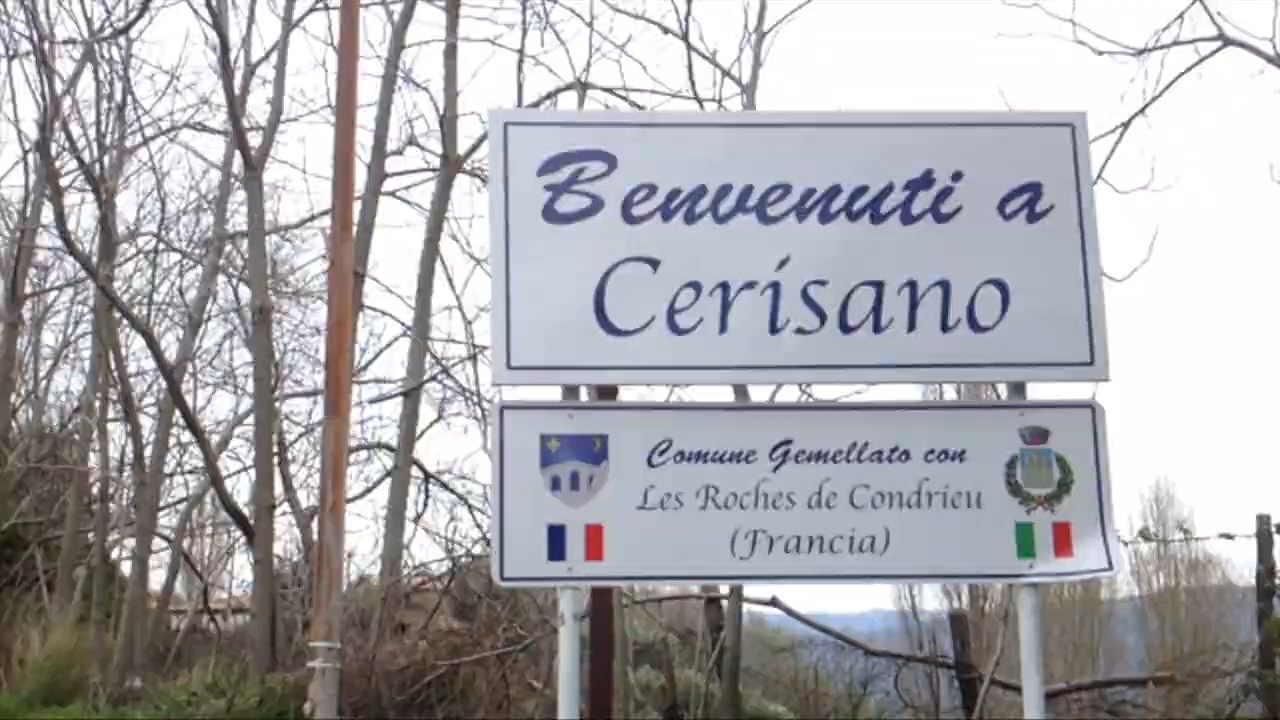 Benvenuti a
Cerisano
Comune Gemellato con
Les Roches de Condrieu
(Francia)